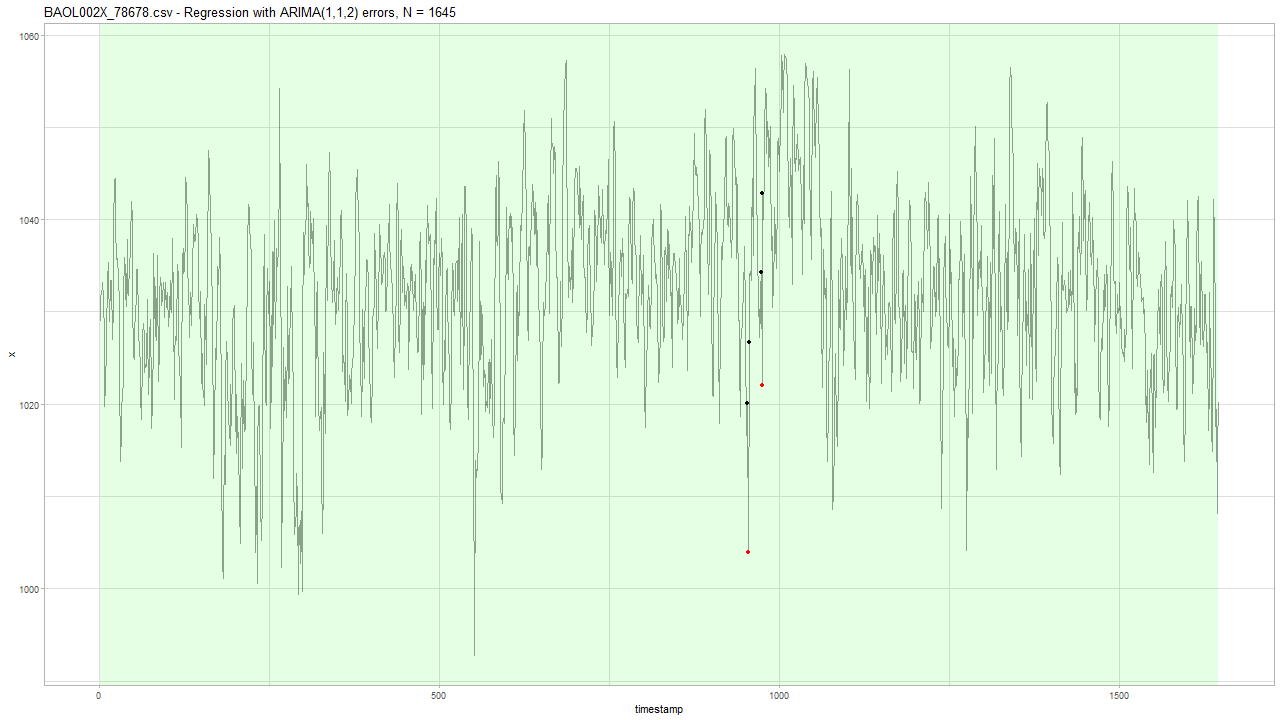 BAOL002X_78678.csv - Regression with ARIMA(1,1,2) errors, N = 1645
1060
1040
1020
1000
x
0
500
1000
1500
timestamp